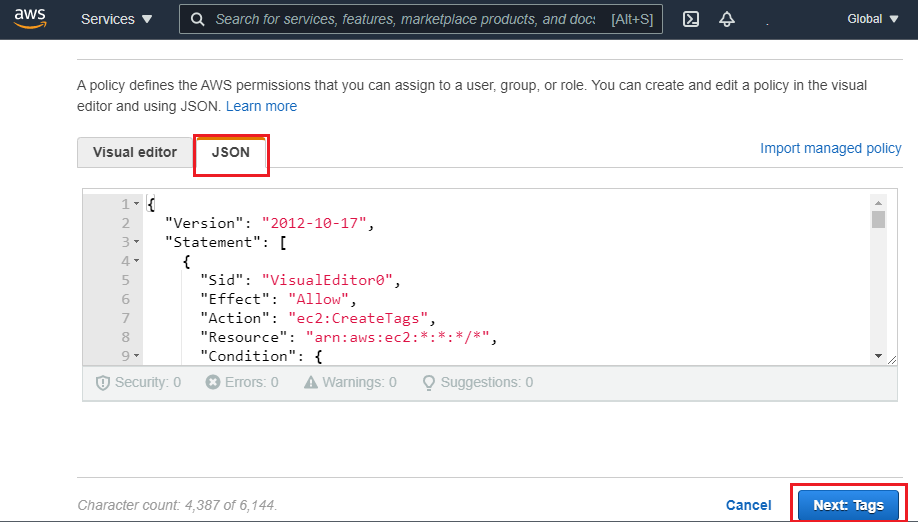 aws Services Search for services, features, marketplace products, and docs [Alt+S] Global
A policy defines the AWS permissions that you can assign to a user, group, or role. You can create and edit a policy in the visual
editor and using JSON. Learn more
Visual editor JSON Import managed policy
1 {
2 "Version": "2012-10-17",
3 "Statement": [
4 {
5 "Sid": "VisualEditor0",
6 "Effect": "Allow",
7 "Action": "ec2:CreateTags",
8 "Resource": "arn:aws:ec2:*:*:*/*",
9 "Condition": {
Security: 0 Errors: 0 Warnings: 0 Suggestions: 0
Character count: 4,387 of 6,144. Cancel Next: Tags